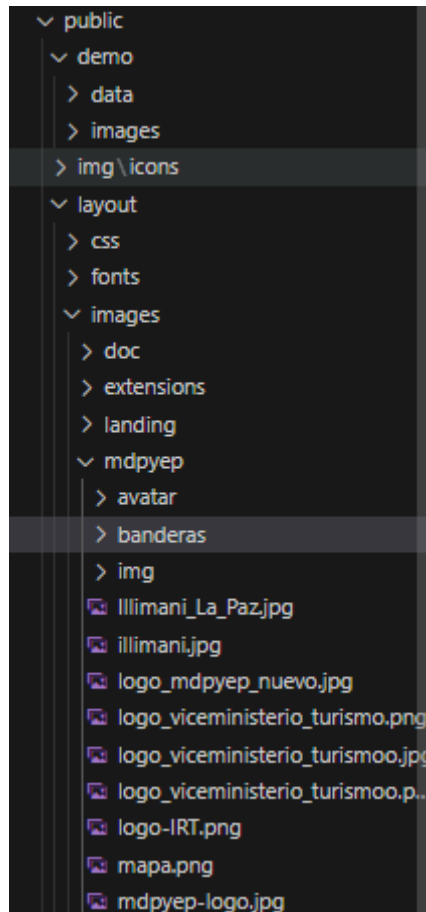 public
demo
data
images
img\icons
layout
css
fonts
images
doc
extensions
landing
mdpyep
avatar
banderas
img
Illimani_La_Paz.jpg
illimani.jpg
logo_mdpyep_nuevo.jpg
logo_viceministerio_turismo.png
logo_viceministerio_turismoo.jpg
logo_viceministerio_turismoo.p...
logo-IRT.png
mapa.png
mdpyep-logo.jpg